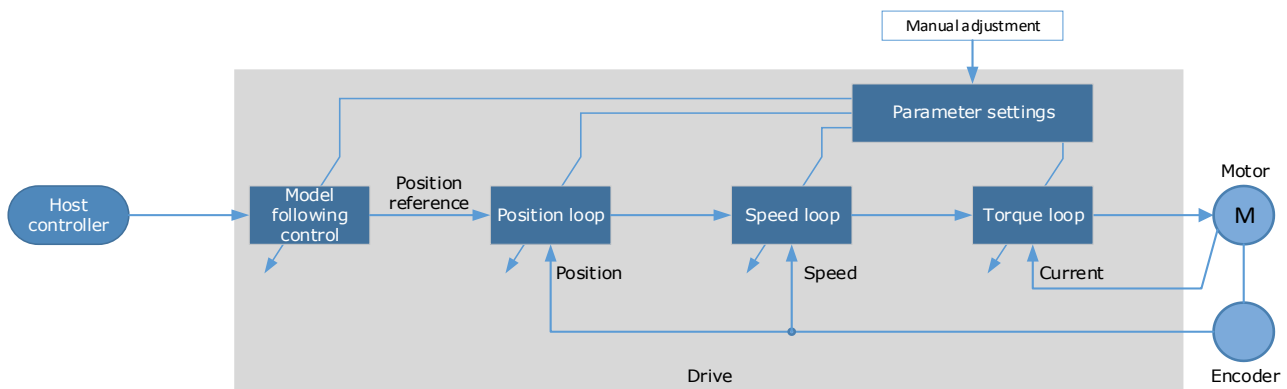 Manual adjustment
Parameter settings
Host
controller
Model
following
control
Position
reference
Position loop
Speed loop
Torque loop
Motor
M
Position
Speed
Current
Drive
Encoder